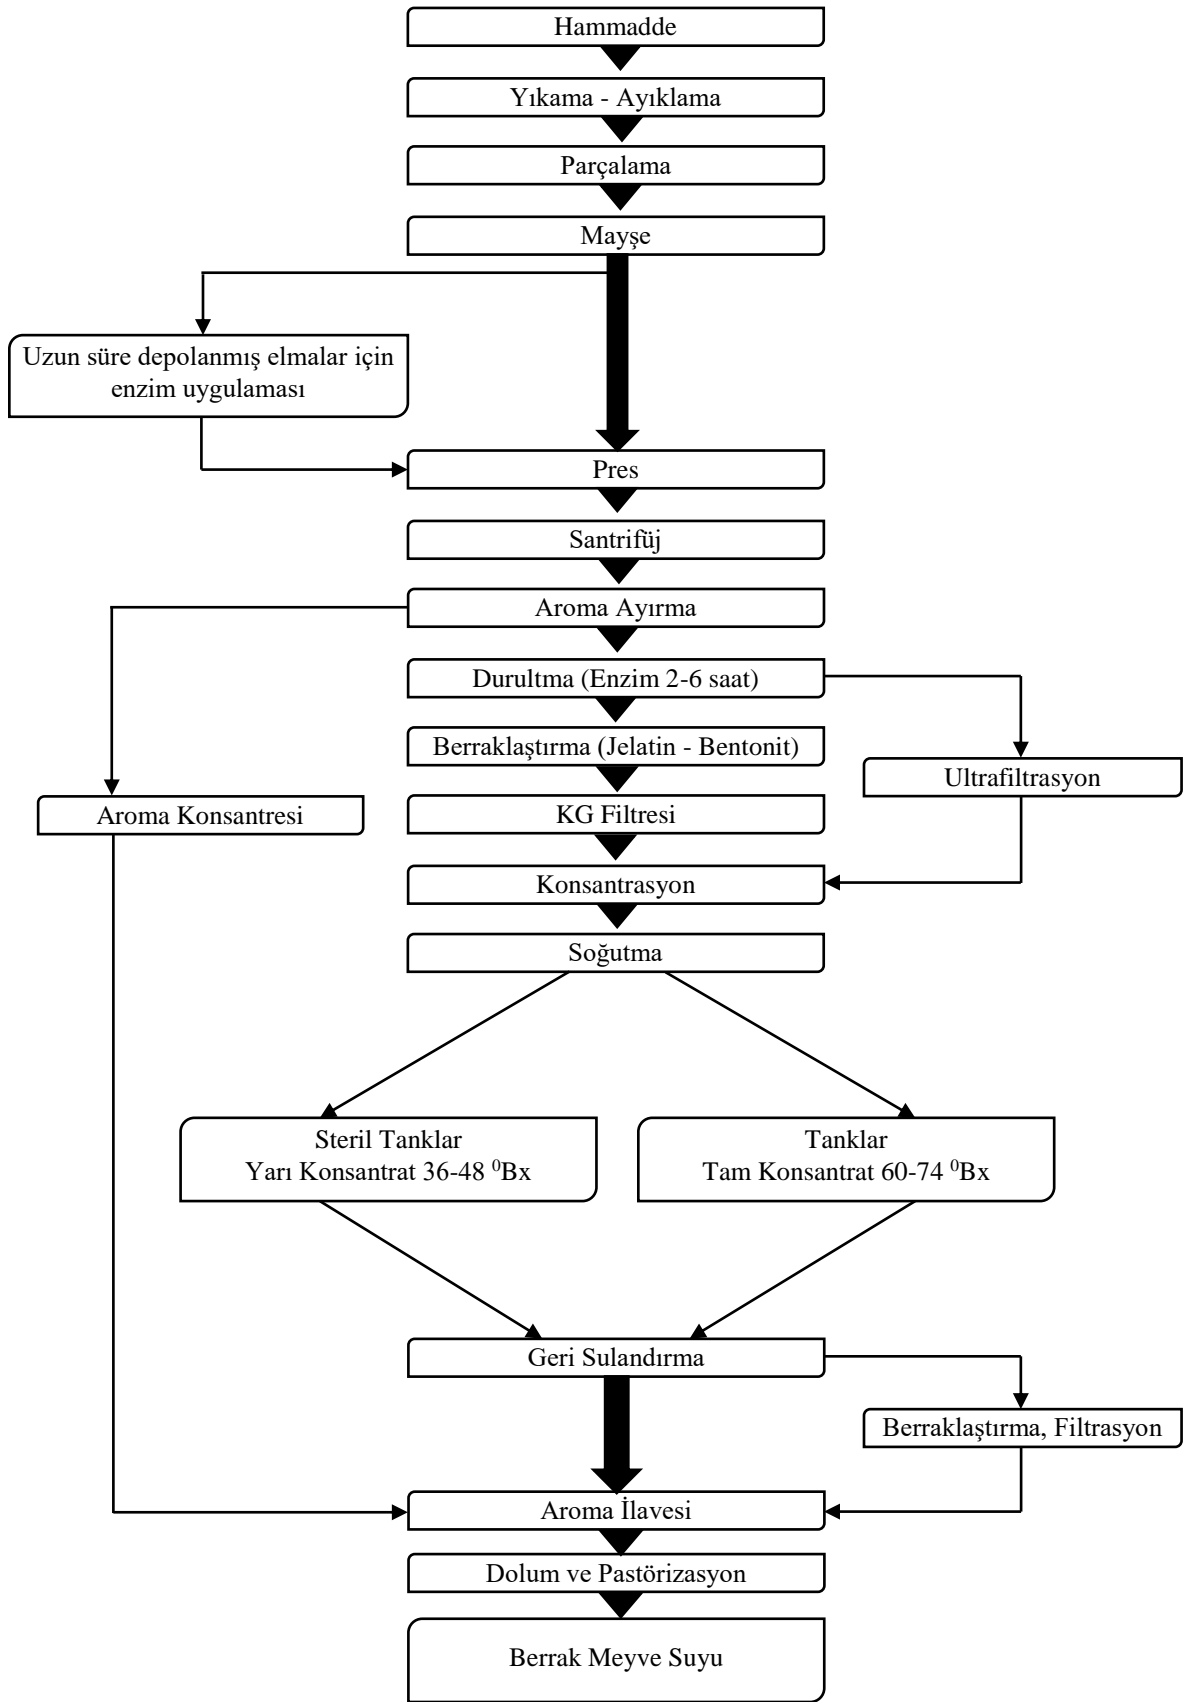 Hammadde
Yıkama - Ayıklama
Parçalama
Mayşe
Uzun süre depolanmış elmalar için
enzim uygulaması
Pres
Santrifüj
Aroma Ayırma
Durultma (Enzim 2-6 saat)
Berraklaştırma (Jelatin - Bentonit)
Ultrafiltrasyon
Aroma Konsantresi
KG Filtresi
Konsantrasyon
Soğutma
Steril Tanklar
Yarı Konsantrat 36-48 ⁰Bx
Tanklar
Tam Konsantrat 60-74 ⁰Bx
Geri Sulandırma
Berraklaştırma, Filtrasyon
Aroma İlavesi
Dolum ve Pastörizasyon
Berrak Meyve Suyu